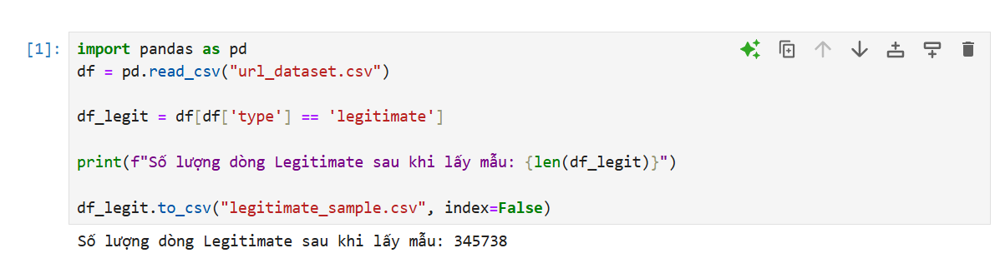 [1]:
import pandas as pd
df = pd.read_csv("url_dataset.csv")
df_legit = df[df['type'] == 'legitimate']
print(f"Số lượng dòng Legitimate sau khi lấy mẫu: {len(df_legit)}")
df_legit.to_csv("legitimate_sample.csv", index=False)
Số lượng dòng Legitimate sau khi lấy mẫu: 345738